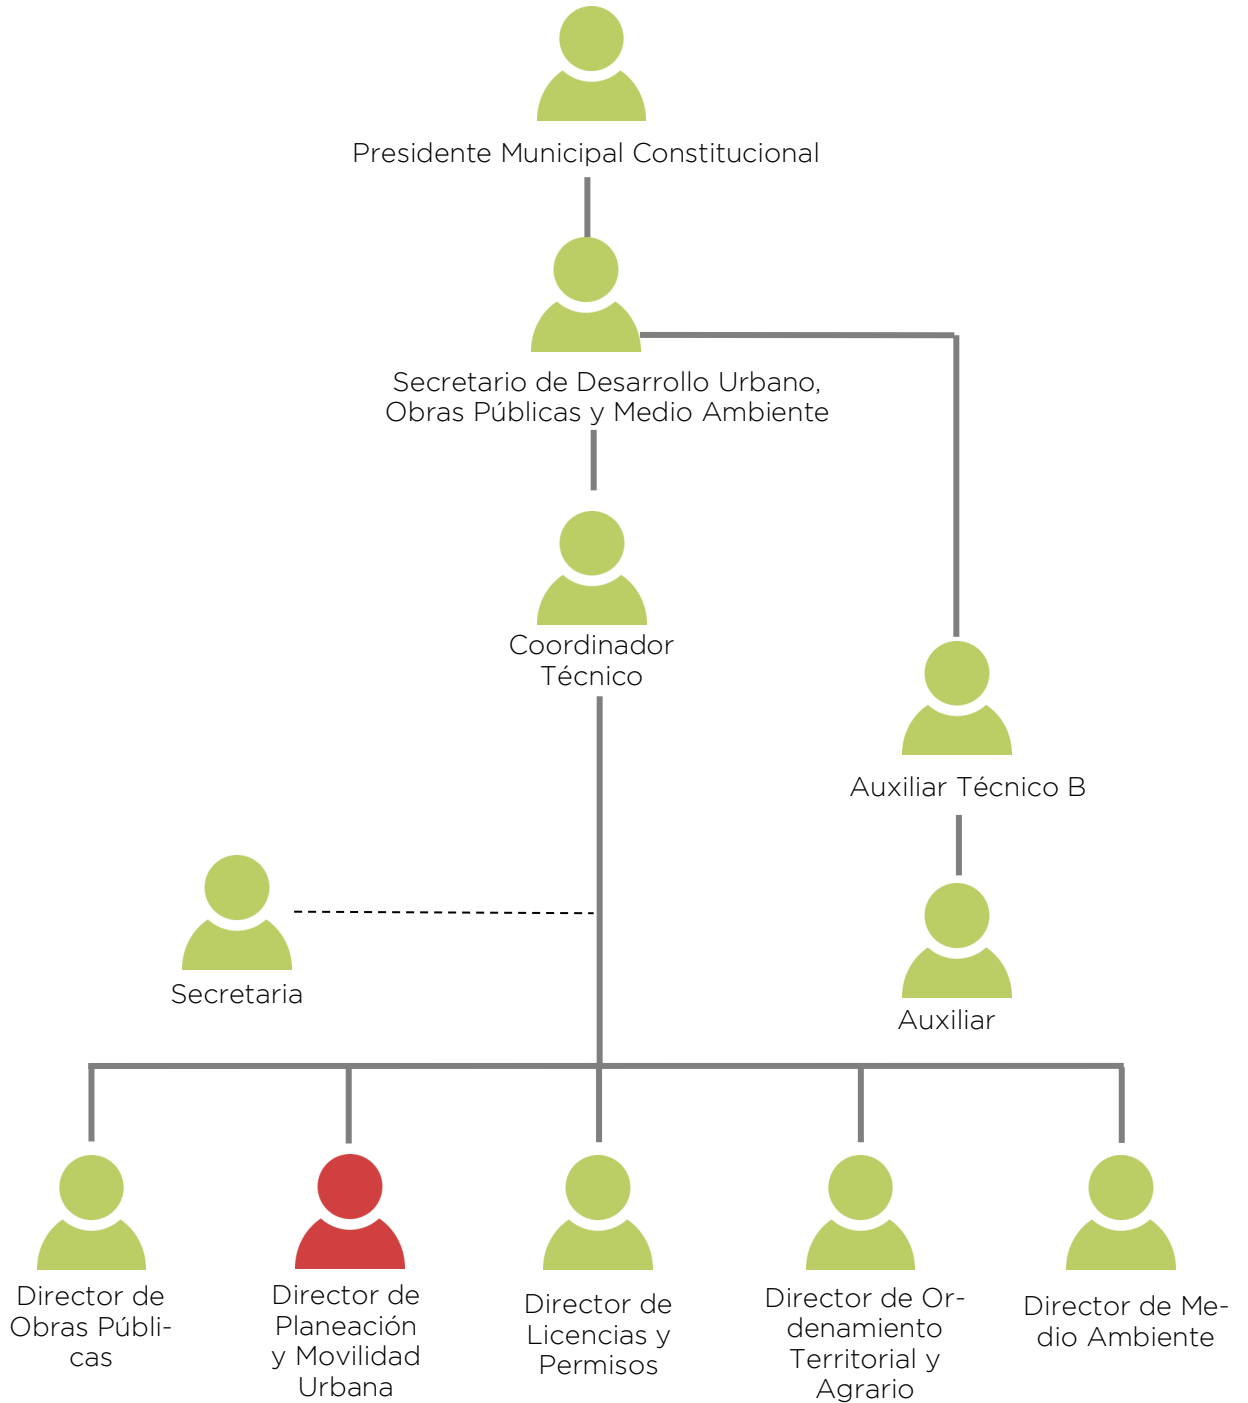 Presidente Municipal Constitucional
Secretario de Desarrollo Urbano,
Obras Públicas y Medio Ambiente
Coordinador
Técnico
Auxiliar Técnico B
Secretaria
Auxiliar
Director de
Obras Públi-
cas
Director de
Planeación
y Movilidad
Urbana
Director de
Licencias y
Permisos
Director de Or-
denamiento
Territorial y
Agrario
Director de Me-
dio Ambiente